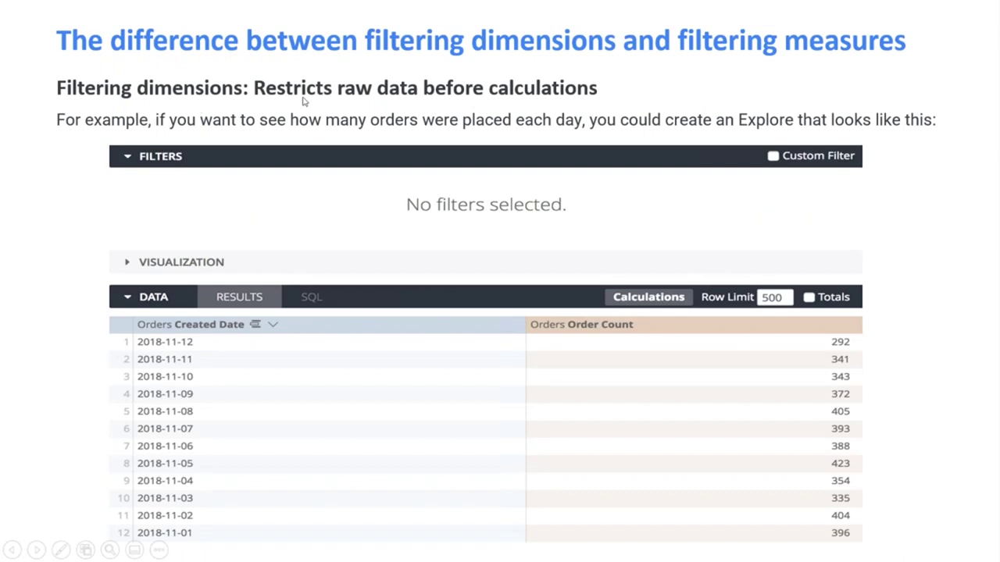 The difference between filtering dimensions and filtering measures
Filtering dimensions: Restricts raw data before calculations
For example, if you want to see how many orders were placed each day, you could create an Explore that looks like this:
FILTERS Custom Filter
No filters selected.
VISUALIZATION
DATA RESULTS SQL Calculations Row Limit 500 Totals
Orders Created Date Orders Order Count
1 2018-11-12 292
2 2018-11-11 341
3 2018-11-10 343
4 2018-11-09 372
5 2018-11-08 405
6 2018-11-07 393
7 2018-11-06 388
8 2018-11-05 423
9 2018-11-04 354
10 2018-11-03 335
11 2018-11-02 404
12 2018-11-01 396